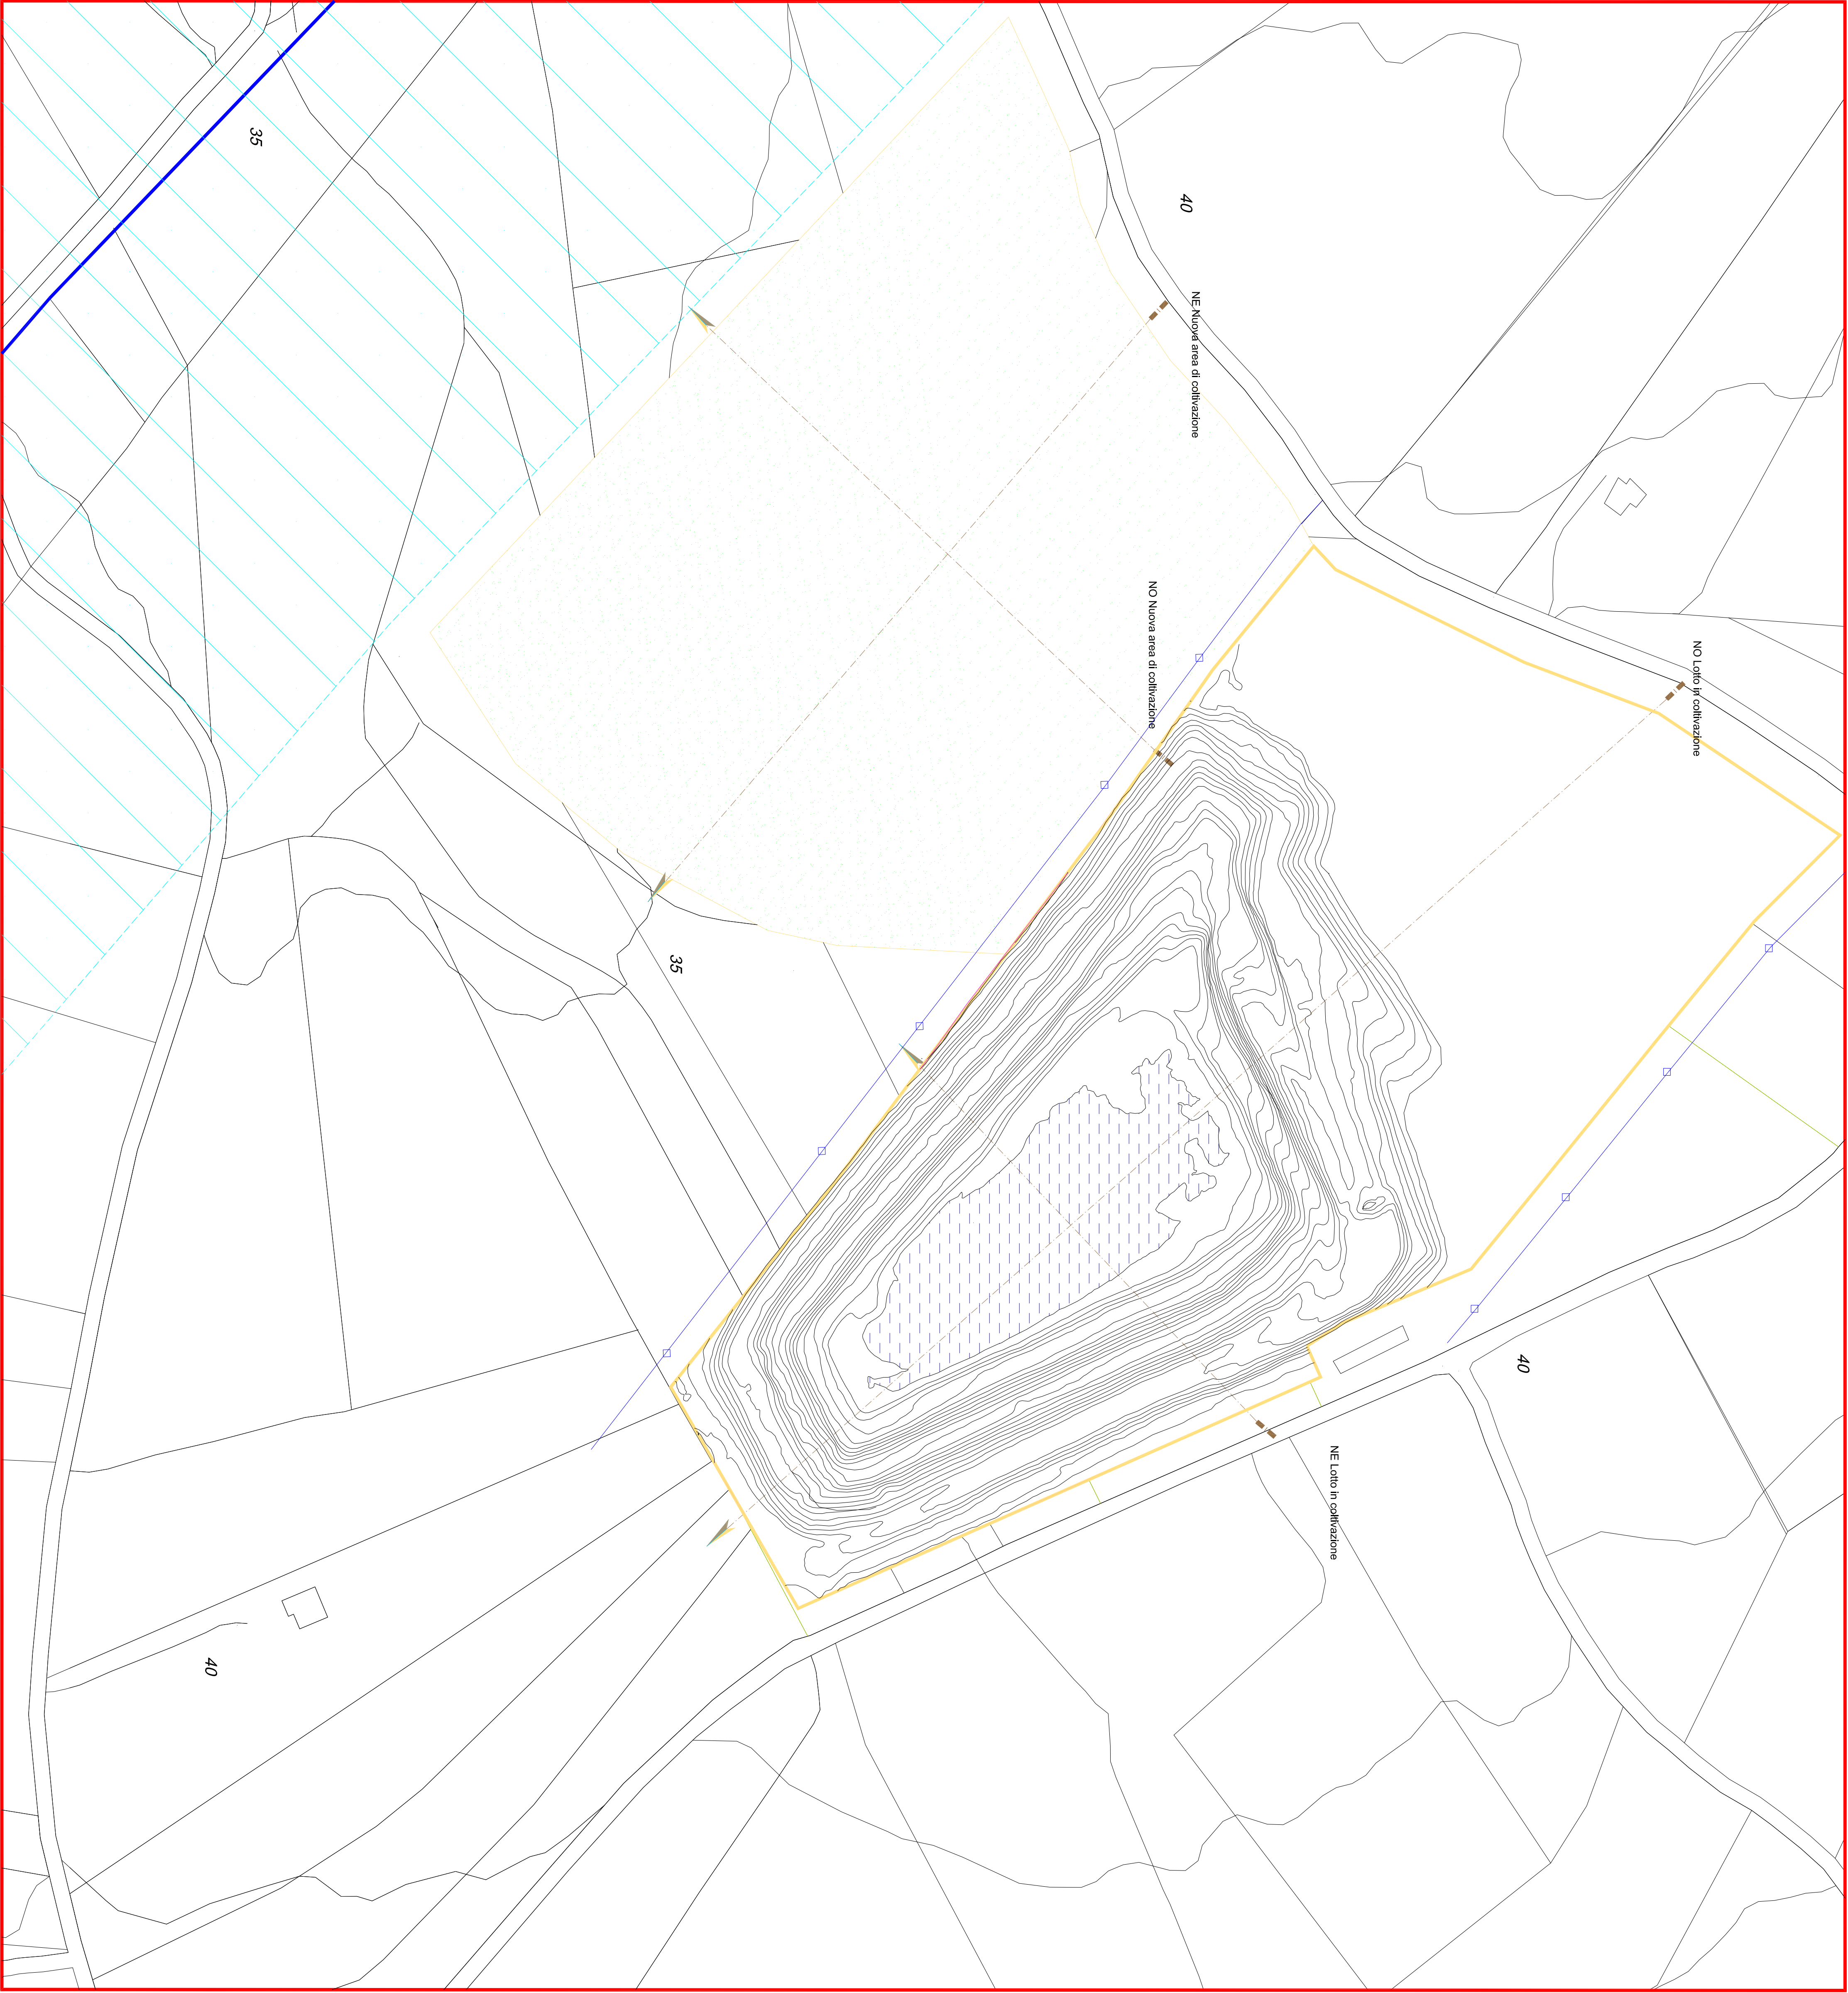 35
40
NE Nuova area di coltivazione
NO Nuova area di coltivazione
NO Lotto in coltivazione
35
40
NE Lotto in coltivazione
40